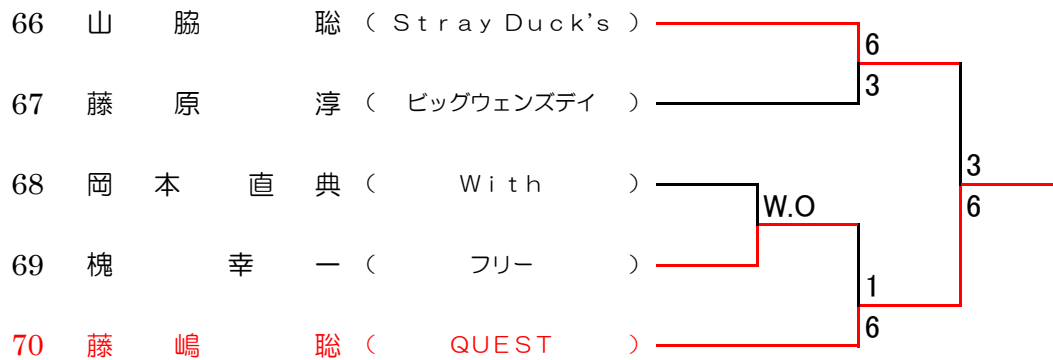 66 山脇 聡 ( Stray Duck's )
6
67 藤原 淳 ( ビッグウェンズデイ )
3
68 岡本 直典 ( With )
3
W.O
6
69 槐 幸一 ( フリー )
1
70 藤嶋 聡 ( QUEST )
6